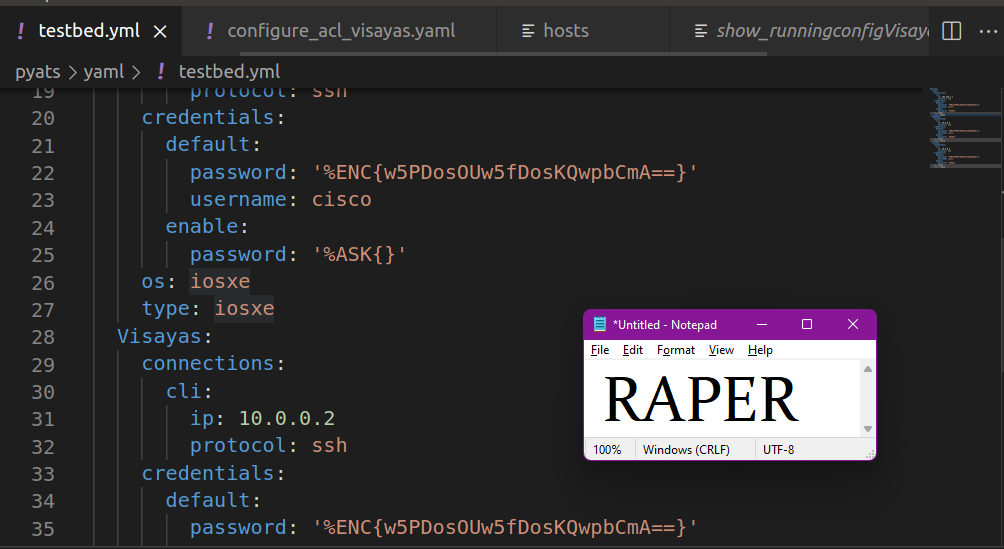 testbed.yml
configure_acl_visayas.yaml
hosts
show_runningconfigVisay
pyats > yaml > ! testbed.yml
19 protocol: ssh
20 credentials:
21 default:
22 password: '%ENC{w5PDosOUw5fDosKQwpbCmA==}'
23 username: cisco
24 enable:
25 password: '%ASK{}'
26 os: iosxe
27 type: iosxe
28 Visayas:
29 connections:
30 cli:
31 ip: 10.0.0.2
32 protocol: ssh
33 credentials:
34 default:
35 password: '%ENC{w5PDosOUw5fDosKQwpbCmA==}'
*Untitled - Notepad
File Edit Format View Help
RAPER
100% Windows (CRLF) UTF-8